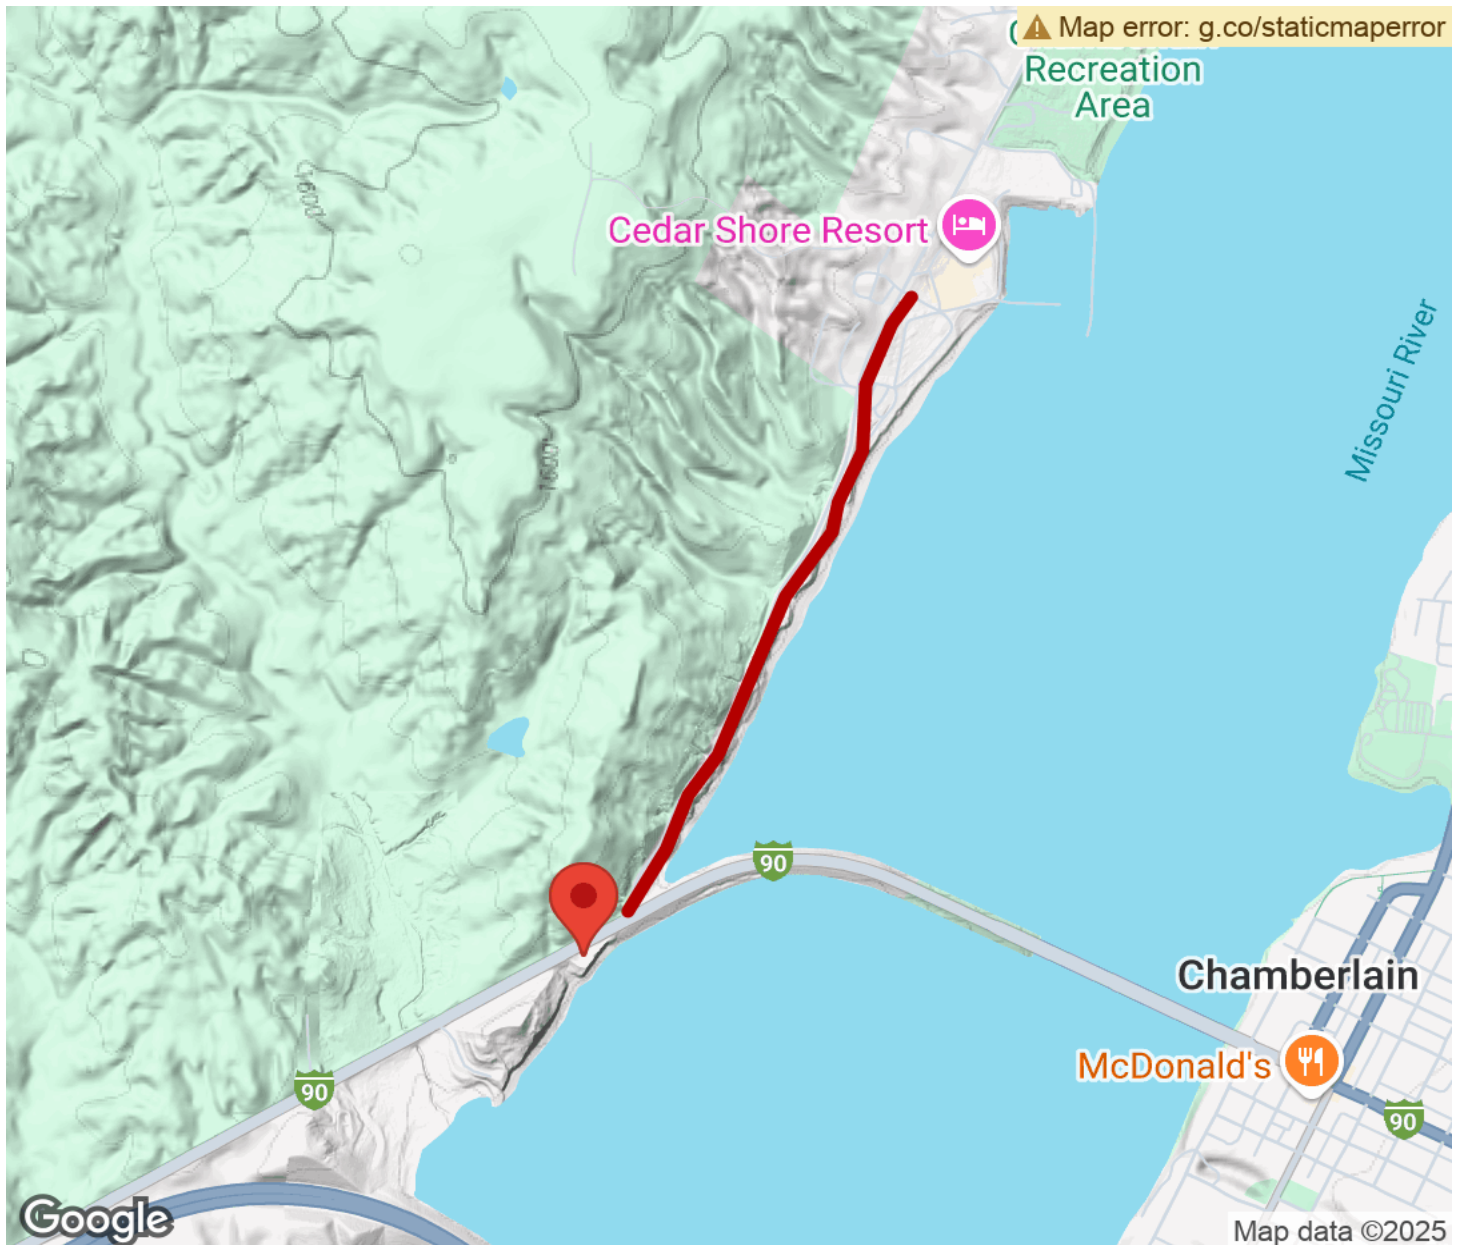 Map error: g.co/staticmaperror
Recreation
Area
1600
Cedar Shore Resort
Missouri River
1600
90
Chamberlain
McDonald's
90
90
Google
Map data ©2025